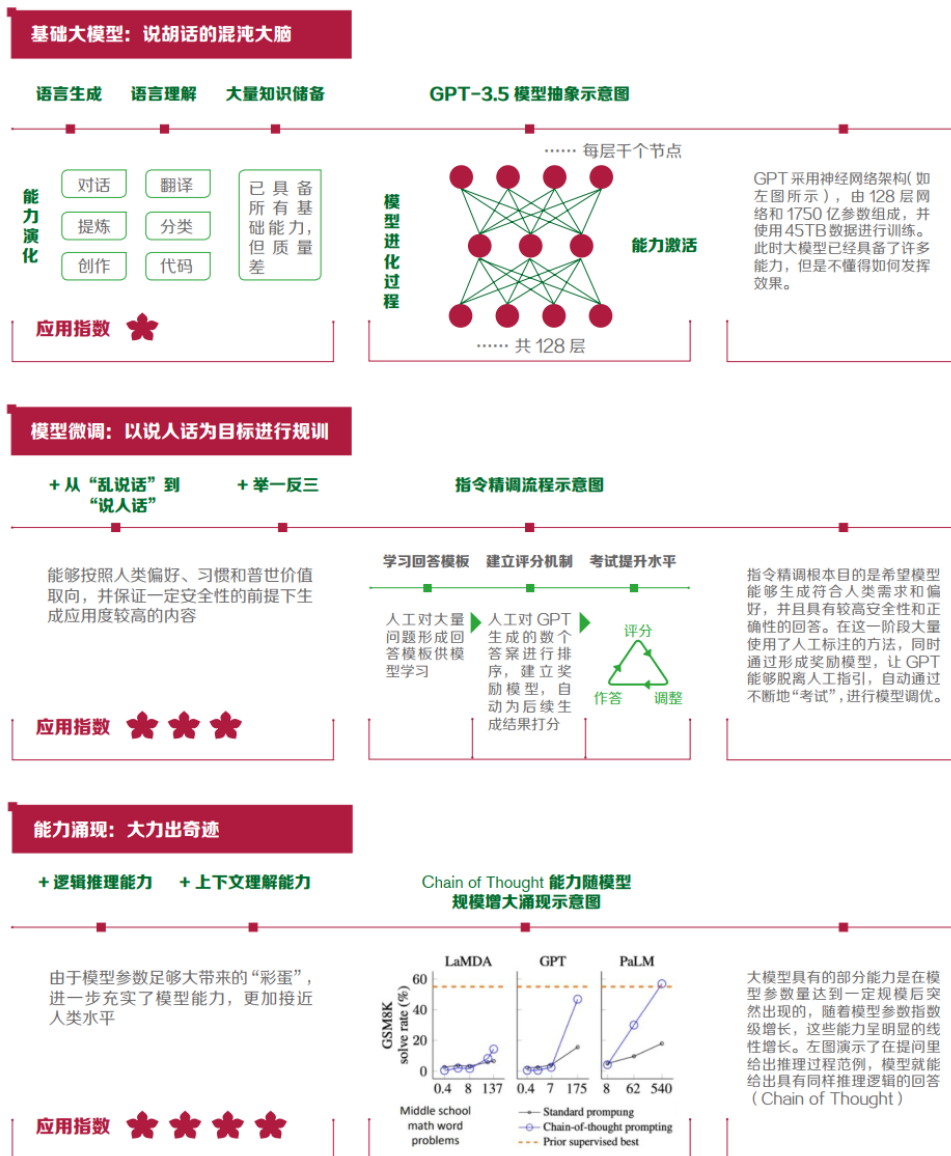 基础大模型：说胡话的混沌大脑
语言生成
语言理解
大量知识储备
GPT-3.5 模型抽象示意图
能力演化
对话
翻译
提炼
分类
创作
代码
已具备
所有基
础能力，
但质量
差
应用指数
模型进化过程
…… 每层千个节点
能力激活
…… 共 128 层
GPT 采用神经网络架构（如
左图所示），由 128 层网
络和 1750 亿参数组成，并
使用 45TB 数据进行训练。
此时大模型已经具备了许多
能力，但是不懂得如何发挥
效果。
模型微调：以说人话为目标进行规训
+ 从“乱说话”到
“说人话”
+ 举一反三
指令精调流程示意图
能够按照人类偏好、习惯和普世价值
取向，并保证一定安全性的前提下生
成应用度较高的内容
应用指数
学习回答模板
建立评分机制
考试提升水平
人工对大量
问题形成回
答模板供模
型学习
人工对 GPT
生成的数个
答案进行排
序，建立奖
励模型，自
动为后续生
成结果打分
评分
作答
调整
指令精调根本目的是希望模型
能够生成符合人类需求和偏
好，并且具有较高安全性和正
确性的回答。在这一阶段大量
使用了人工标注的方法，同时
通过形成奖励模型，让 GPT
能够脱离人工指引，自动通过
不断地“考试”，进行模型调优。
能力涌现：大力出奇迹
+ 逻辑推理能力
+ 上下文理解能力
Chain of Thought 能力随模型
规模增大涌现示意图
由于模型参数足够大带来的“彩蛋”，
进一步充实了模型能力，更加接近
人类水平
应用指数
LaMDA
GPT
PaLM
GSM8K
solve rate (%)
60
40
20
0
0.4 8 137
0.4 7 175
8 62 540
Middle school
math word
problems
Standard prompung
Chain-of-thought prompting
Prior supervised best
大模型具有的部分能力是在模
型参数量达到一定规模后突
然出现的，随着模型参数指数
级增长，这些能力呈明显的线
性增长。左图演示了在提问里
给出推理过程范例，模型就能
给出具有同样推理逻辑的回答
（Chain of Thought）